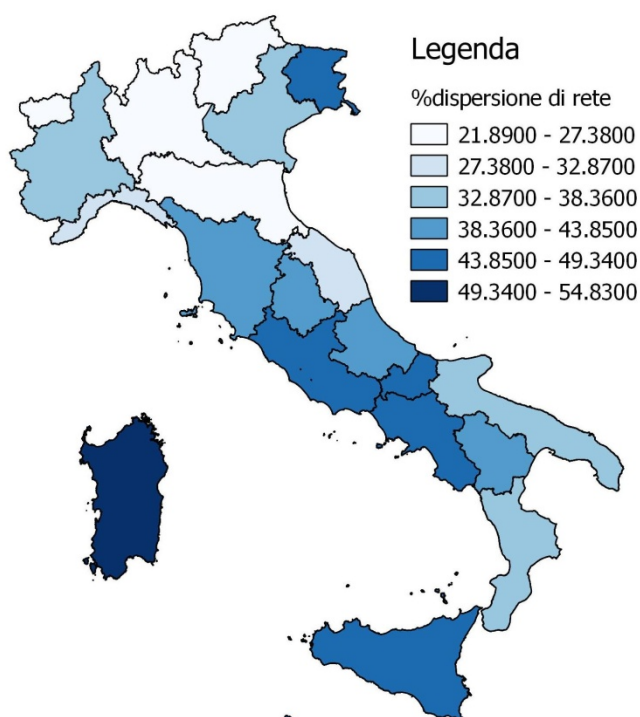 Legenda
%dispersione di rete
21.8900 - 27.3800
27.3800 - 32.8700
32.8700 - 38.3600
38.3600 - 43.8500
43.8500 - 49.3400
49.3400 - 54.8300